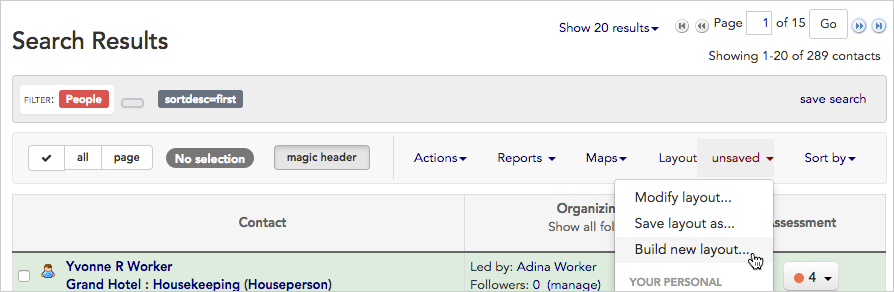 Show 20 results
Page 1 of 15 Go
Search Results
Showing 1-20 of 289 contacts
FILTER: People sortdesc=first save search
all page No selection magic header Actions Reports Maps Layout unsaved Sort by
Modify layout...
Save layout as...
Build new layout...
YOUR PERSONAL
Contact Organizin Assessment
Show all fol
Yvonne R Worker Led by: Adina Worker
Grand Hotel : Housekeeping (Houseperson) Followers: 0 (manage) 4